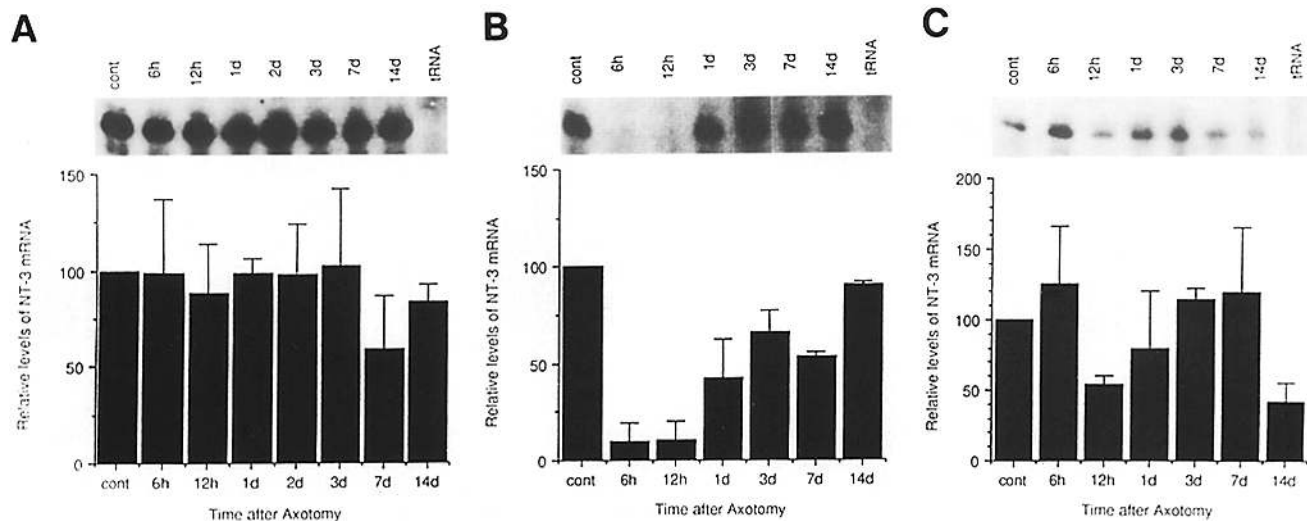 A
cont 6h 12h 1d 2d 3d 7d 14d tRNA
150
100
50
0
Relative levels of NT-3 mRNA
cont 6h 12h 1d 2d 3d 7d 14d
Time after Axotomy
B
cont 6h 12h 1d 3d 7d 14d tRNA
150
100
50
0
Relative levels of NT-3 mRNA
cont 6h 12h 1d 3d 7d 14d
Time after Axotomy
C
cont 6h 12h 1d 3d 7d 14d tRNA
200
150
100
50
0
Relative levels of NT-3 mRNA
cont 6h 12h 1d 3d 7d 14d
Time after Axotomy